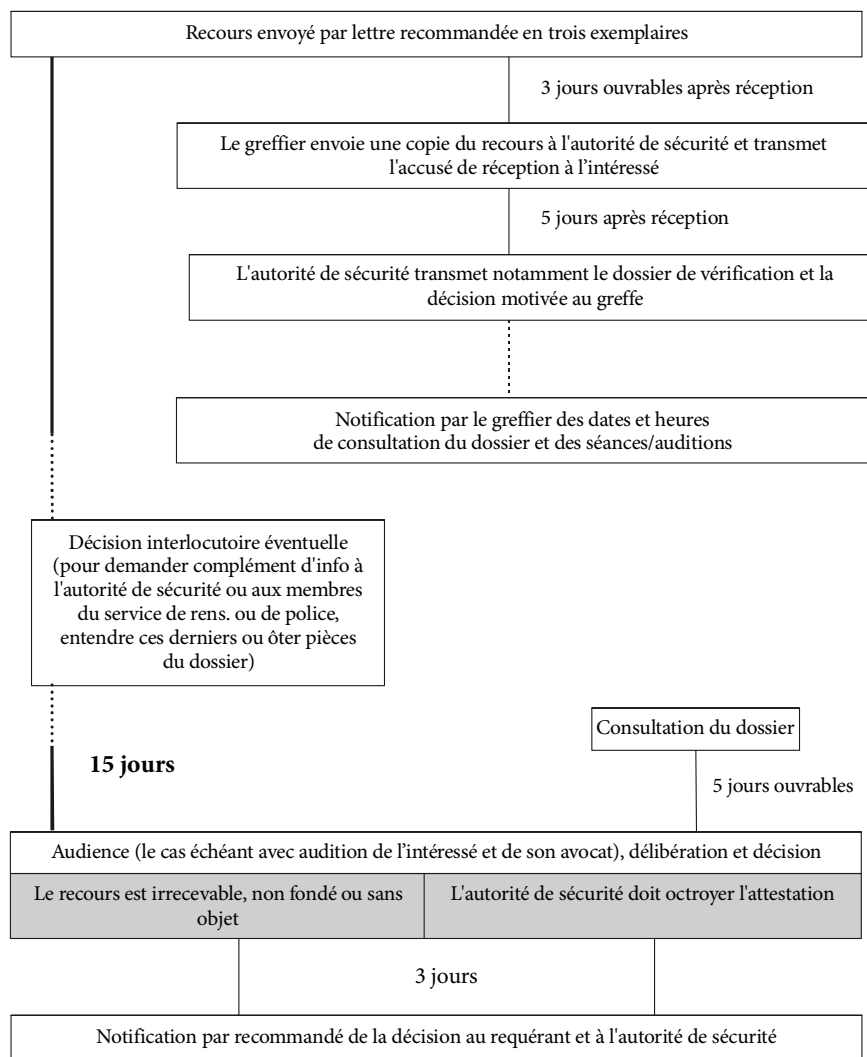 Recours envoyé par lettre recommandée en trois exemplaires
3 jours ouvrables après réception
Le greffier envoie une copie du recours à l'autorité de sécurité et transmet
l'accusé de réception à l'intéressé
5 jours après réception
L'autorité de sécurité transmet notamment le dossier de vérification et la
décision motivée au greffe
Notification par le greffier des dates et heures
de consultation du dossier et des séances/auditions
Décision interlocutoire éventuelle
(pour demander complément d'info à
l'autorité de sécurité ou aux membres
du service de rens. ou de police,
entendre ces derniers ou ôter pièces
du dossier)
Consultation du dossier
15 jours
5 jours ouvrables
Audience (le cas échéant avec audition de l'intéressé et de son avocat), délibération et décision
Le recours est irrecevable, non fondé ou sans
objet
L'autorité de sécurité doit octroyer l'attestation
3 jours
Notification par recommandé de la décision au requérant et à l'autorité de sécurité